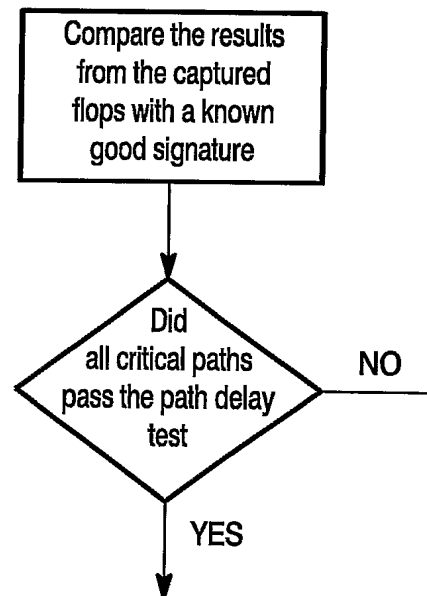 Compare the results
from the captured
flops with a known
good signature
Did
all critical paths
pass the path delay
test
NO
YES